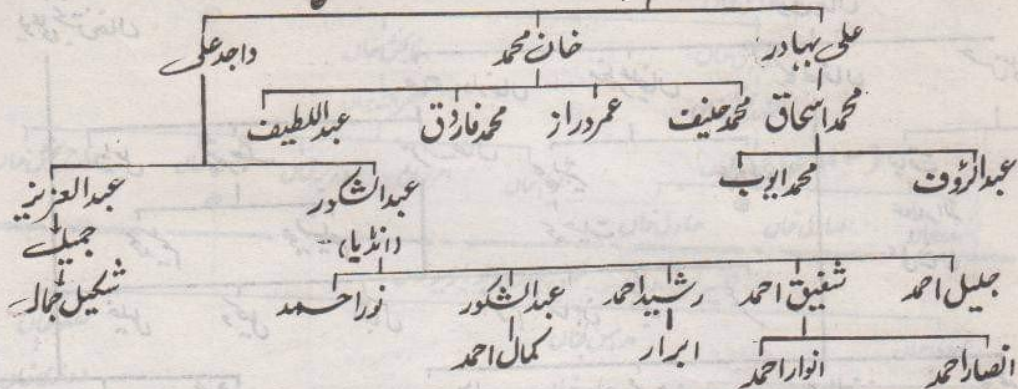 علی بہادر خان محمد واجد علی
محمد اسحاق محمد حنیف عمر دراز محمد فاروق عبداللطیف
عبدالرؤف محمد ایوب عبدالشکور عبدالعزیز
(انڈیا) جمیل
جلیل احمد شفیق احمد رشید احمد عبدالشکور نور احمد شکیل جمال
انصار احمد انوار احمد ابرار کمال احمد